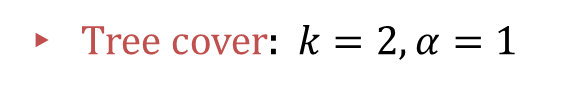 ▸ Tree cover: k = 2, α = 1